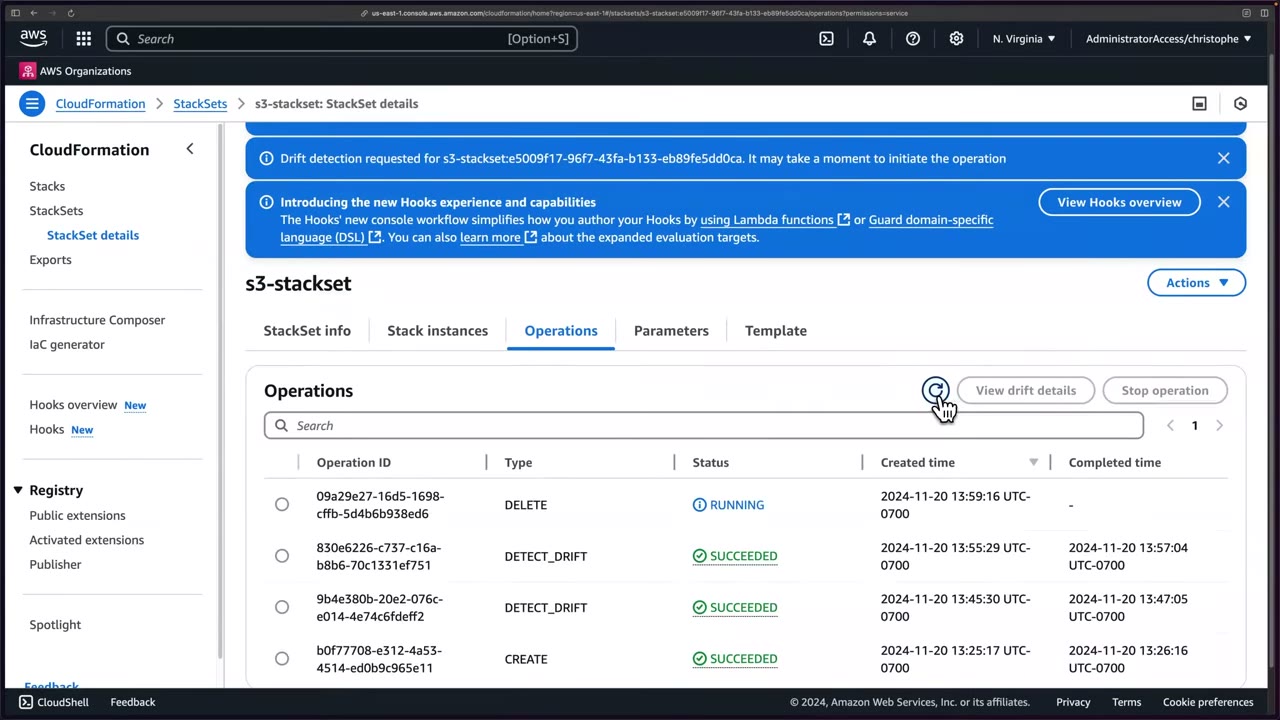 us-east-1.console.aws.amazon.com/cloudformation/home?region=us-east-1#/stacksets/s3-stackset:e5009f17-96f7-43fa-b133-eb89fe5dd0ca/operations?permissions=service
aws
Search
[Option+S]
N. Virginia
AdministratorAccess/christophe
AWS Organizations
CloudFormation
StackSets
s3-stackset: StackSet details
CloudFormation
Stacks
StackSets
StackSet details
Exports
Infrastructure Composer
IaC generator
Hooks overview New
Hooks New
Registry
Public extensions
Activated extensions
Publisher
Spotlight
Feedback
Drift detection requested for s3-stackset:e5009f17-96f7-43fa-b133-eb89fe5dd0ca. It may take a moment to initiate the operation
Introducing the new Hooks experience and capabilities
The Hooks' new console workflow simplifies how you author your Hooks by using Lambda functions or Guard domain-specific
language (DSL). You can also learn more about the expanded evaluation targets.
View Hooks overview
s3-stackset
Actions
StackSet info
Stack instances
Operations
Parameters
Template
Operations
View drift details
Stop operation
Search
1
Operation ID
Type
Status
Created time
Completed time
09a29e27-16d5-1698-
cffb-5d4b6b938ed6
DELETE
RUNNING
2024-11-20 13:59:16 UTC-
0700
-
830e6226-c737-c16a-
b8b6-70c1331ef751
DETECT_DRIFT
SUCCEEDED
2024-11-20 13:55:29 UTC-
0700
2024-11-20 13:57:04
UTC-0700
9b4e380b-20e2-076c-
e014-4e74c6fdeff2
DETECT_DRIFT
SUCCEEDED
2024-11-20 13:45:30 UTC-
0700
2024-11-20 13:47:05
UTC-0700
b0f77708-e312-4a53-
4514-ed0b9c965e11
CREATE
SUCCEEDED
2024-11-20 13:25:17 UTC-
0700
2024-11-20 13:26:16
UTC-0700
CloudShell
Feedback
© 2024, Amazon Web Services, Inc. or its affiliates.
Privacy
Terms
Cookie preferences